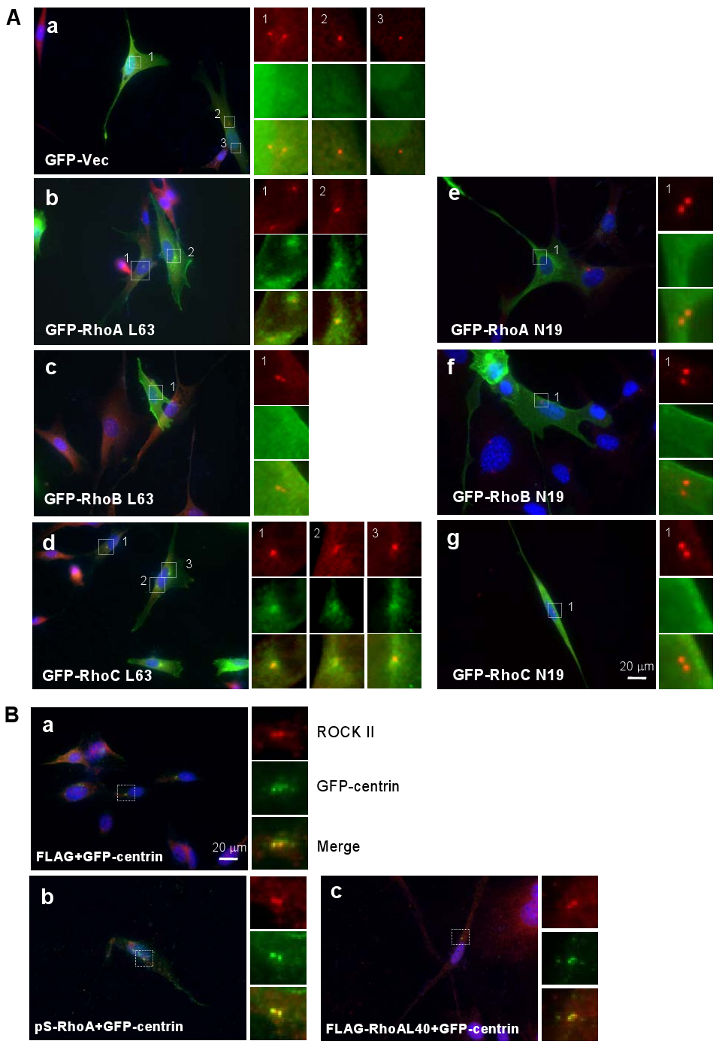 A
a
1
2
3
GFP-Vec
1
2
3
b
1
2
GFP-RhoA L63
1
2
c
1
GFP-RhoB L63
1
d
1
2
3
GFP-RhoC L63
1
2
3
e
1
GFP-RhoA N19
1
f
1
GFP-RhoB N19
1
g
1
GFP-RhoC N19
20 μm
1
B
a
20 μm
FLAG+GFP-centrin
ROCK II
GFP-centrin
Merge
b
pS-RhoA+GFP-centrin
c
FLAG-RhoAL40+GFP-centrin